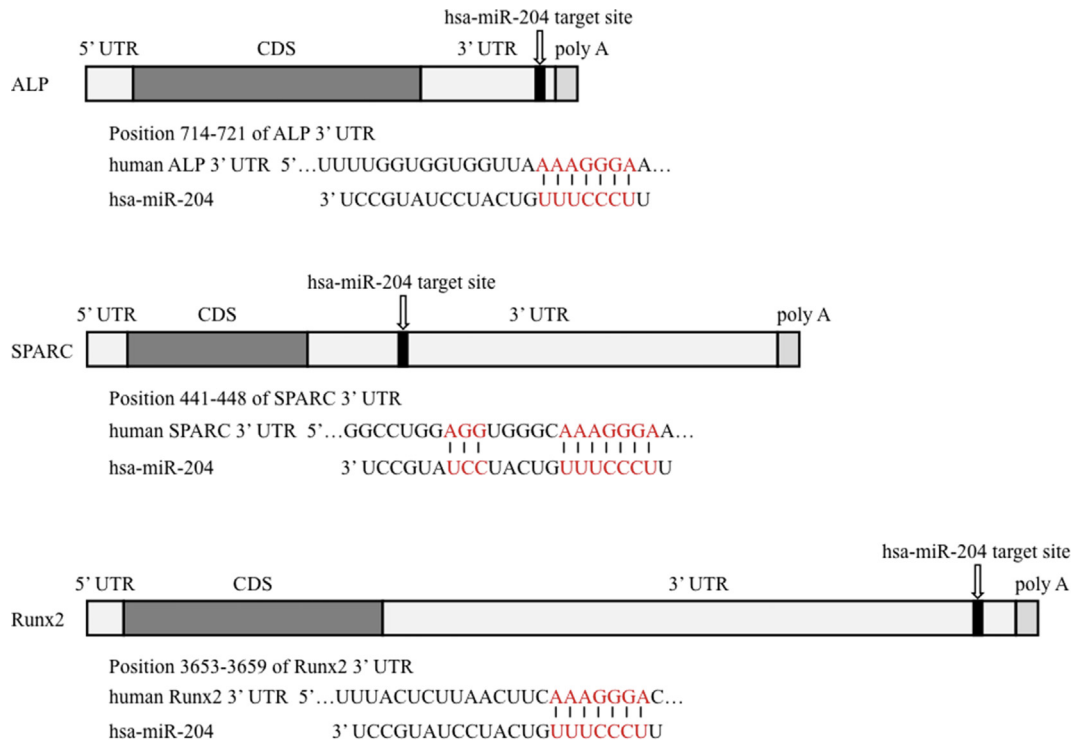 hsa-miR-204 target site
5’ UTR CDS 3’ UTR poly A
ALP
Position 714-721 of ALP 3’ UTR
human ALP 3’ UTR 5’…UUUUGGUGGUGGUUAAAAGGGAA…
hsa-miR-204 3’ UCCGUAUCCUACUGUUUCCCUU
hsa-miR-204 target site
5’ UTR CDS 3’ UTR poly A
SPARC
Position 441-448 of SPARC 3’ UTR
human SPARC 3’ UTR 5’…GGCCUGGAGGUGGGCAAAGGGAA…
hsa-miR-204 3’ UCCGUAUCCUACUGUUUCCCUU
hsa-miR-204 target site
5’ UTR CDS 3’ UTR poly A
Runx2
Position 3653-3659 of Runx2 3’ UTR
human Runx2 3’ UTR 5’…UUUACUCUUAACUUCAAAGGGAC…
hsa-miR-204 3’ UCCGUAUCCUACUGUUUCCCUU